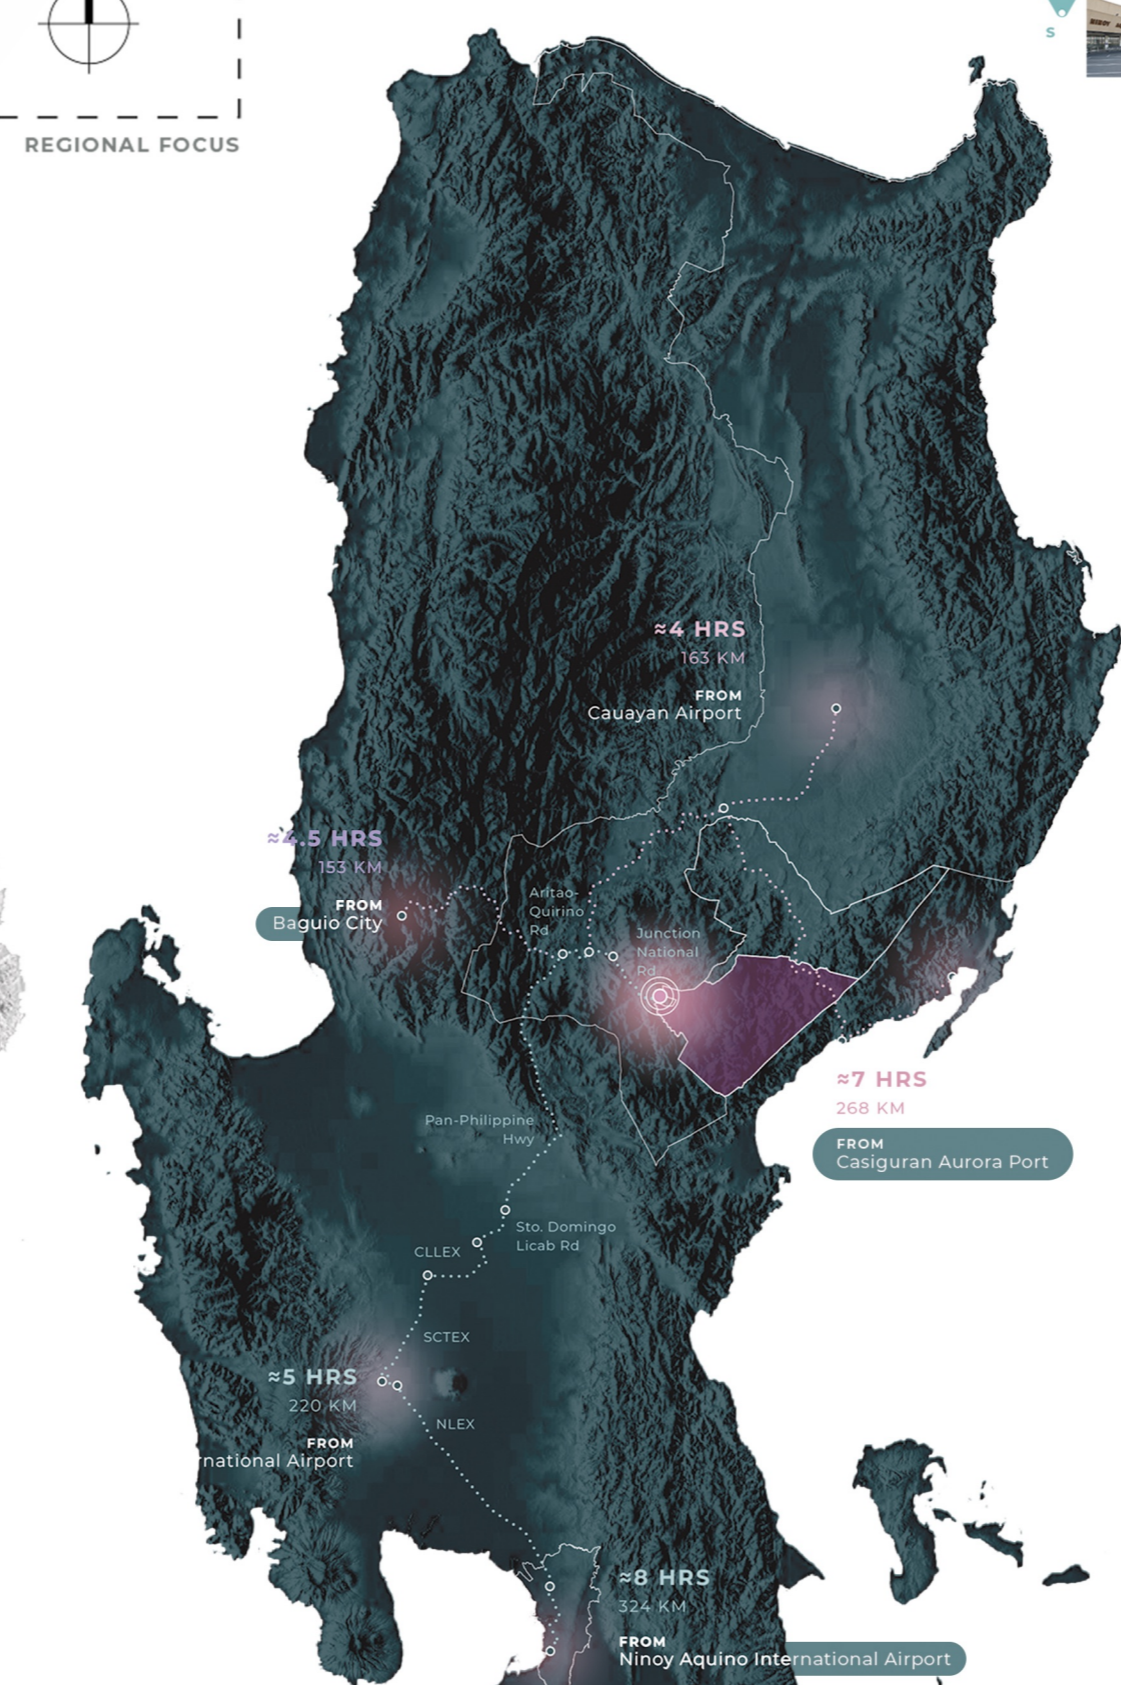 S
REGIONAL FOCUS
≈4 HRS
163 KM
FROM
Cauayan Airport
≈4.5 HRS
153 KM
FROM
Baguio City
Aritao-
Quirino
Rd
Junction
National
Rd
≈7 HRS
268 KM
FROM
Casiguran Aurora Port
Pan-Philippine
Hwy
Sto. Domingo
Licab Rd
CLLEX
SCTEX
≈5 HRS
220 KM
NLEX
FROM
rnational Airport
≈8 HRS
324 KM
FROM
Ninoy Aquino International Airport